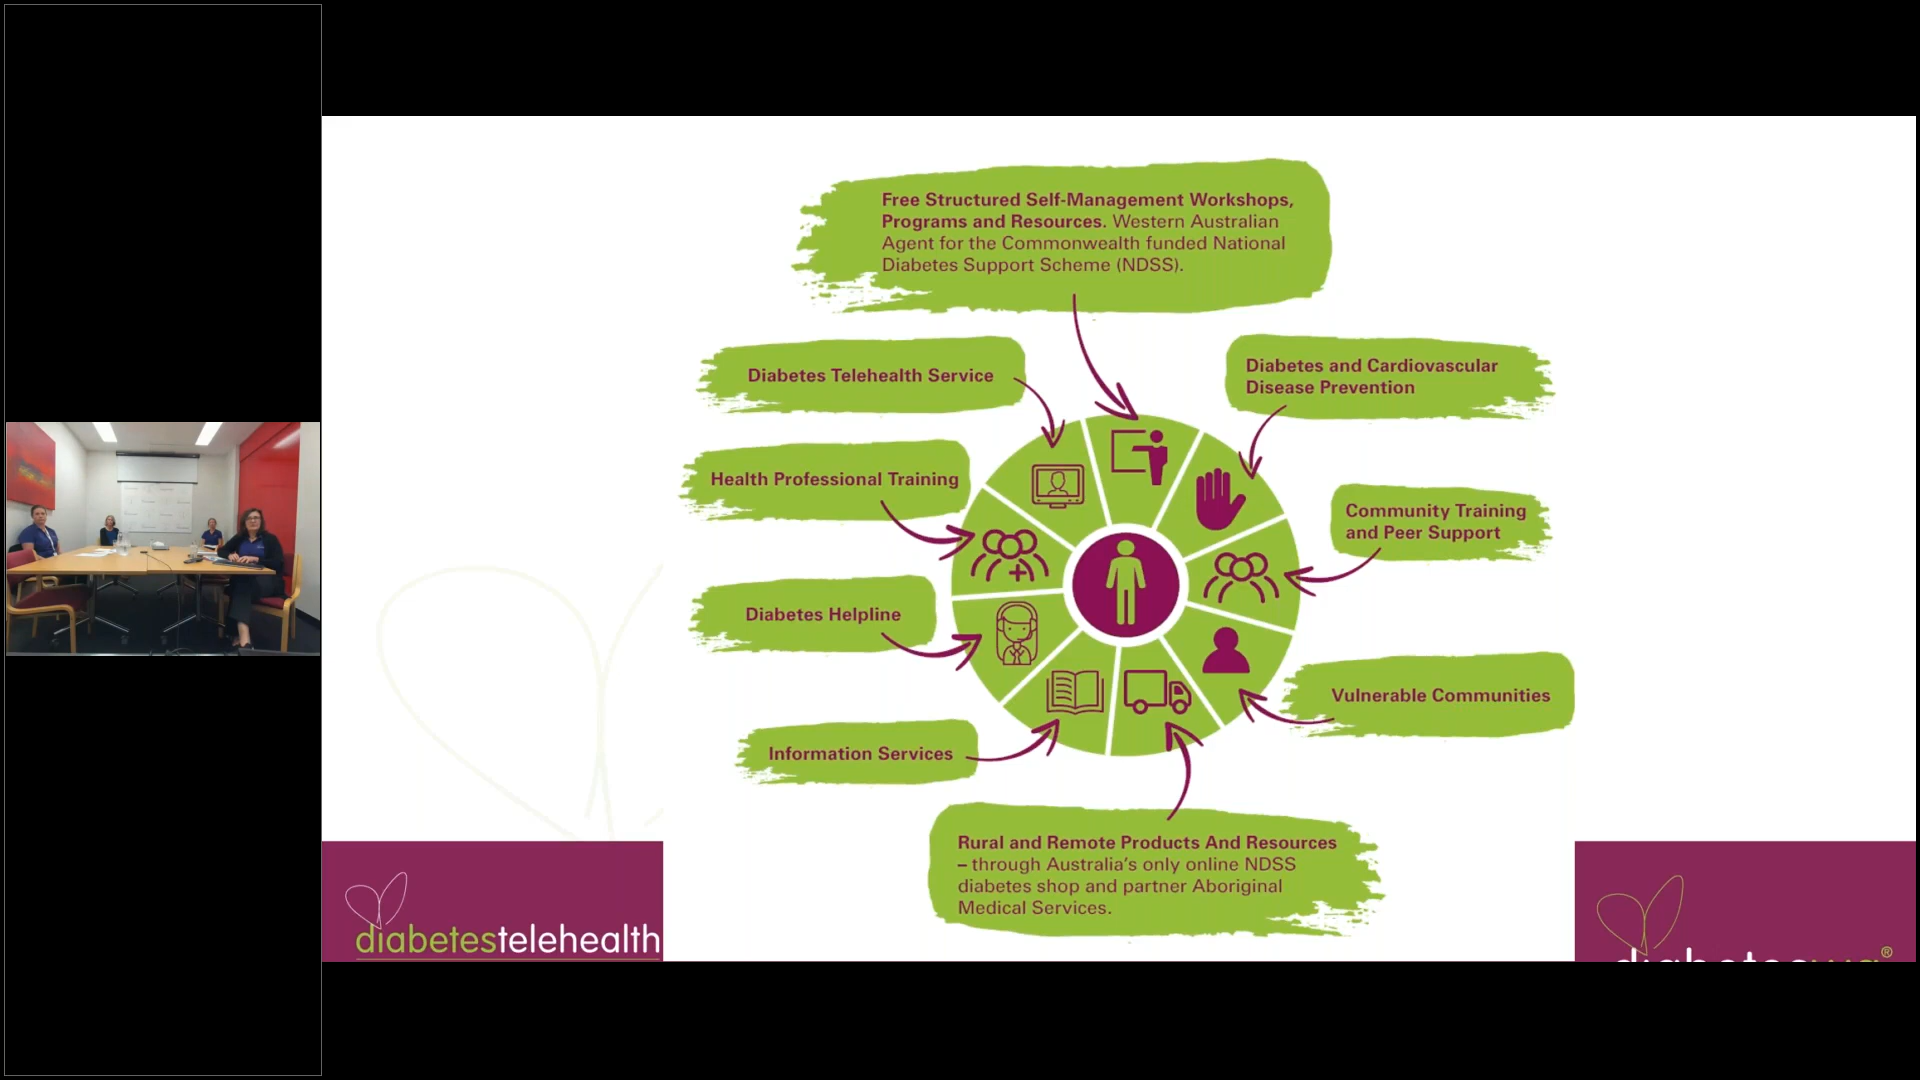 Free Structured Self-Management Workshops,
Programs and Resources. Western Australian
Agent for the Commonwealth funded National
Diabetes Support Scheme (NDSS).
Diabetes Telehealth Service
Diabetes and Cardiovascular
Disease Prevention
Health Professional Training
Community Training
and Peer Support
Diabetes Helpline
Vulnerable Communities
Information Services
Rural and Remote Products And Resources
– through Australia's only online NDSS
diabetes shop and partner Aboriginal
Medical Services.
diabetestelehealth
diabeteswa®